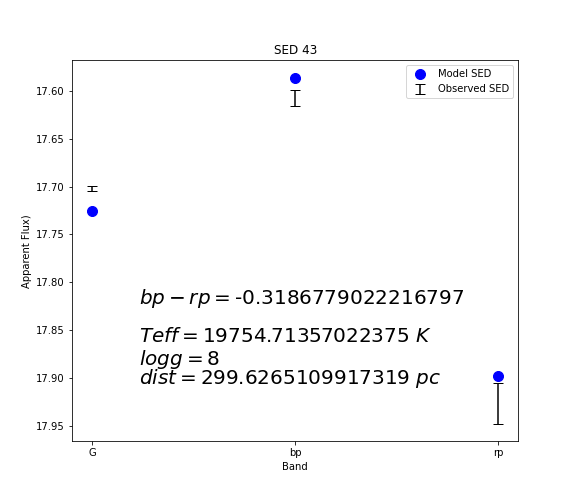 SED 43
Model SED
Observed SED
17.60
17.65
17.70
17.75
17.80
17.85
17.90
17.95
Apparent Flux)
bp − rp = -0.3186779022216797
Teff = 19754.71357022375 K
logg = 8
dist = 299.6265109917319 pc
G
bp
rp
Band